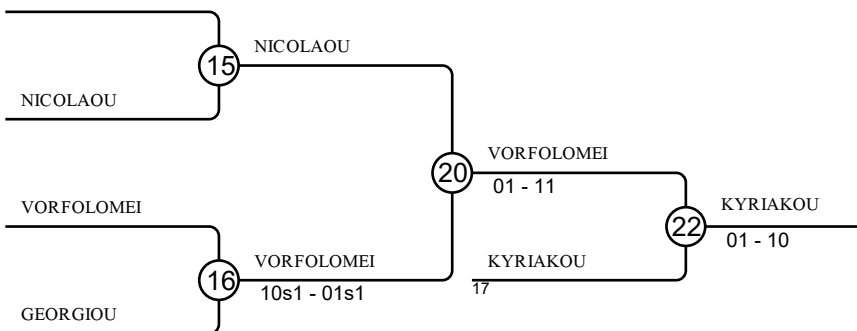 NICOLAOU
15
NICOLAOU
VORFOLOMEI
20
01 - 11
VORFOLOMEI
KYRIAKOU
22
01 - 10
VORFOLOMEI
16
10s1 - 01s1
KYRIAKOU
17
GEORGIOU